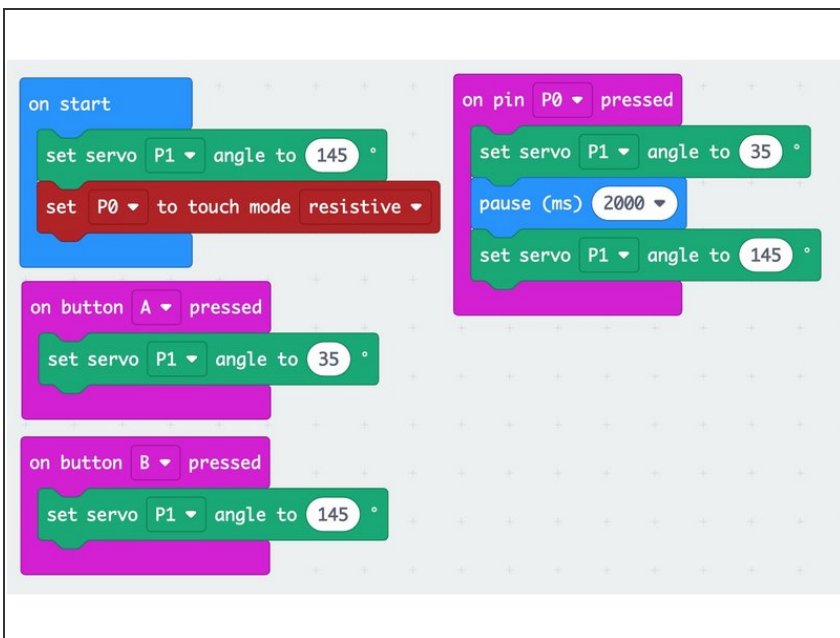 on start
set servo P1 angle to 145 °
set P0 to touch mode resistive
on button A pressed
set servo P1 angle to 35 °
on button B pressed
set servo P1 angle to 145 °
on pin P0 pressed
set servo P1 angle to 35 °
pause (ms) 2000
set servo P1 angle to 145 °